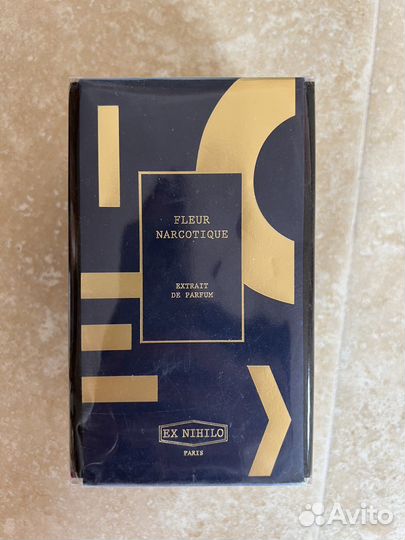 FLEUR
NARCOTIQUE
EXTRAIT
DE PARFUM
EX NIHILO
PARIS
Avito